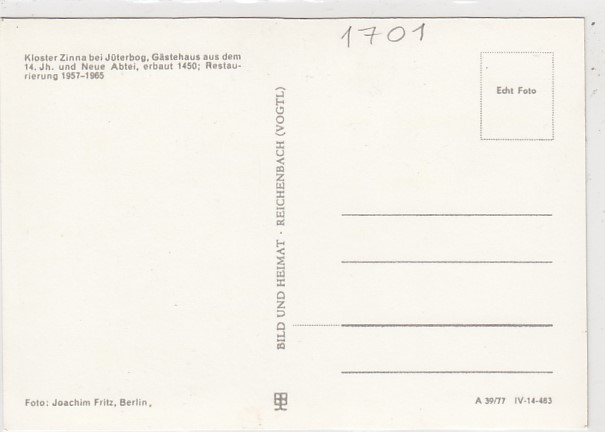 1701
Kloster Zinna bei Jüterbog, Gästehaus aus dem
14. Jh. und Neue Abtei, erbaut 1450; Restau-
rierung 1957-1965
Echt Foto
BILD UND HEIMAT · REICHENBACH (VOGTL)
Foto: Joachim Fritz, Berlin,
A 39/77 IV-14-483